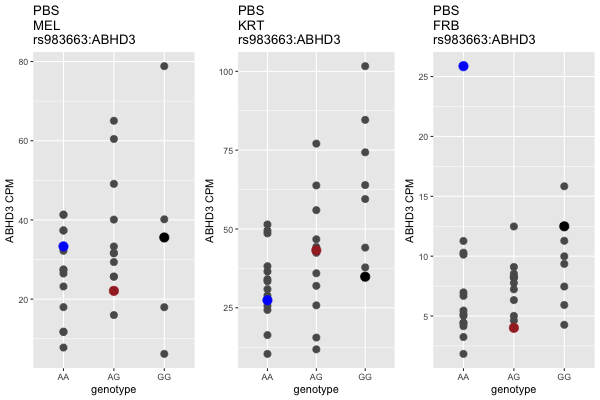 PBS
MEL
rs983663:ABHD3
80
60
40
20
ABHD3 CPM
AA
AG
GG
genotype
PBS
KRT
rs983663:ABHD3
100
75
50
25
ABHD3 CPM
AA
AG
GG
genotype
PBS
FRB
rs983663:ABHD3
25
20
15
10
5
ABHD3 CPM
AA
AG
GG
genotype